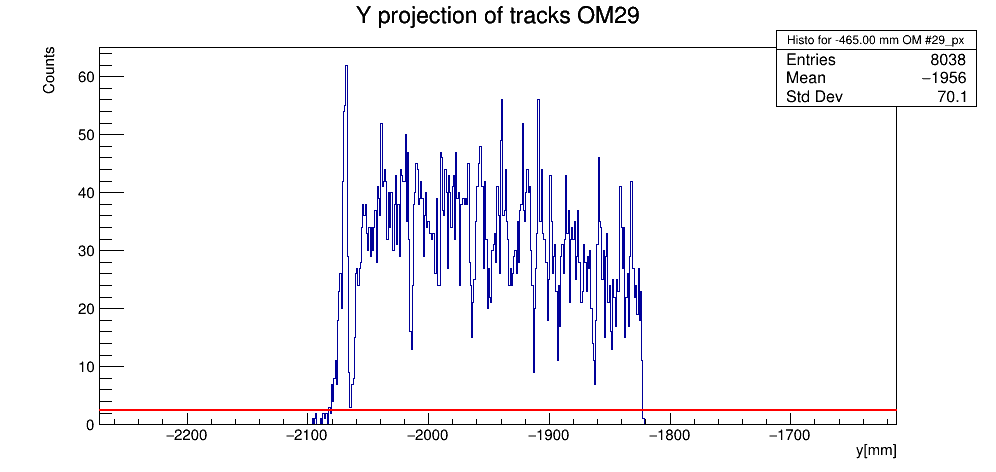 Y projection of tracks OM29
Histo for -465.00 mm OM #29_px
Entries 8038
Mean −1956
Std Dev 70.1
Counts
60
50
40
30
20
10
0
−2200 −2100 −2000 −1900 −1800 −1700
y[mm]